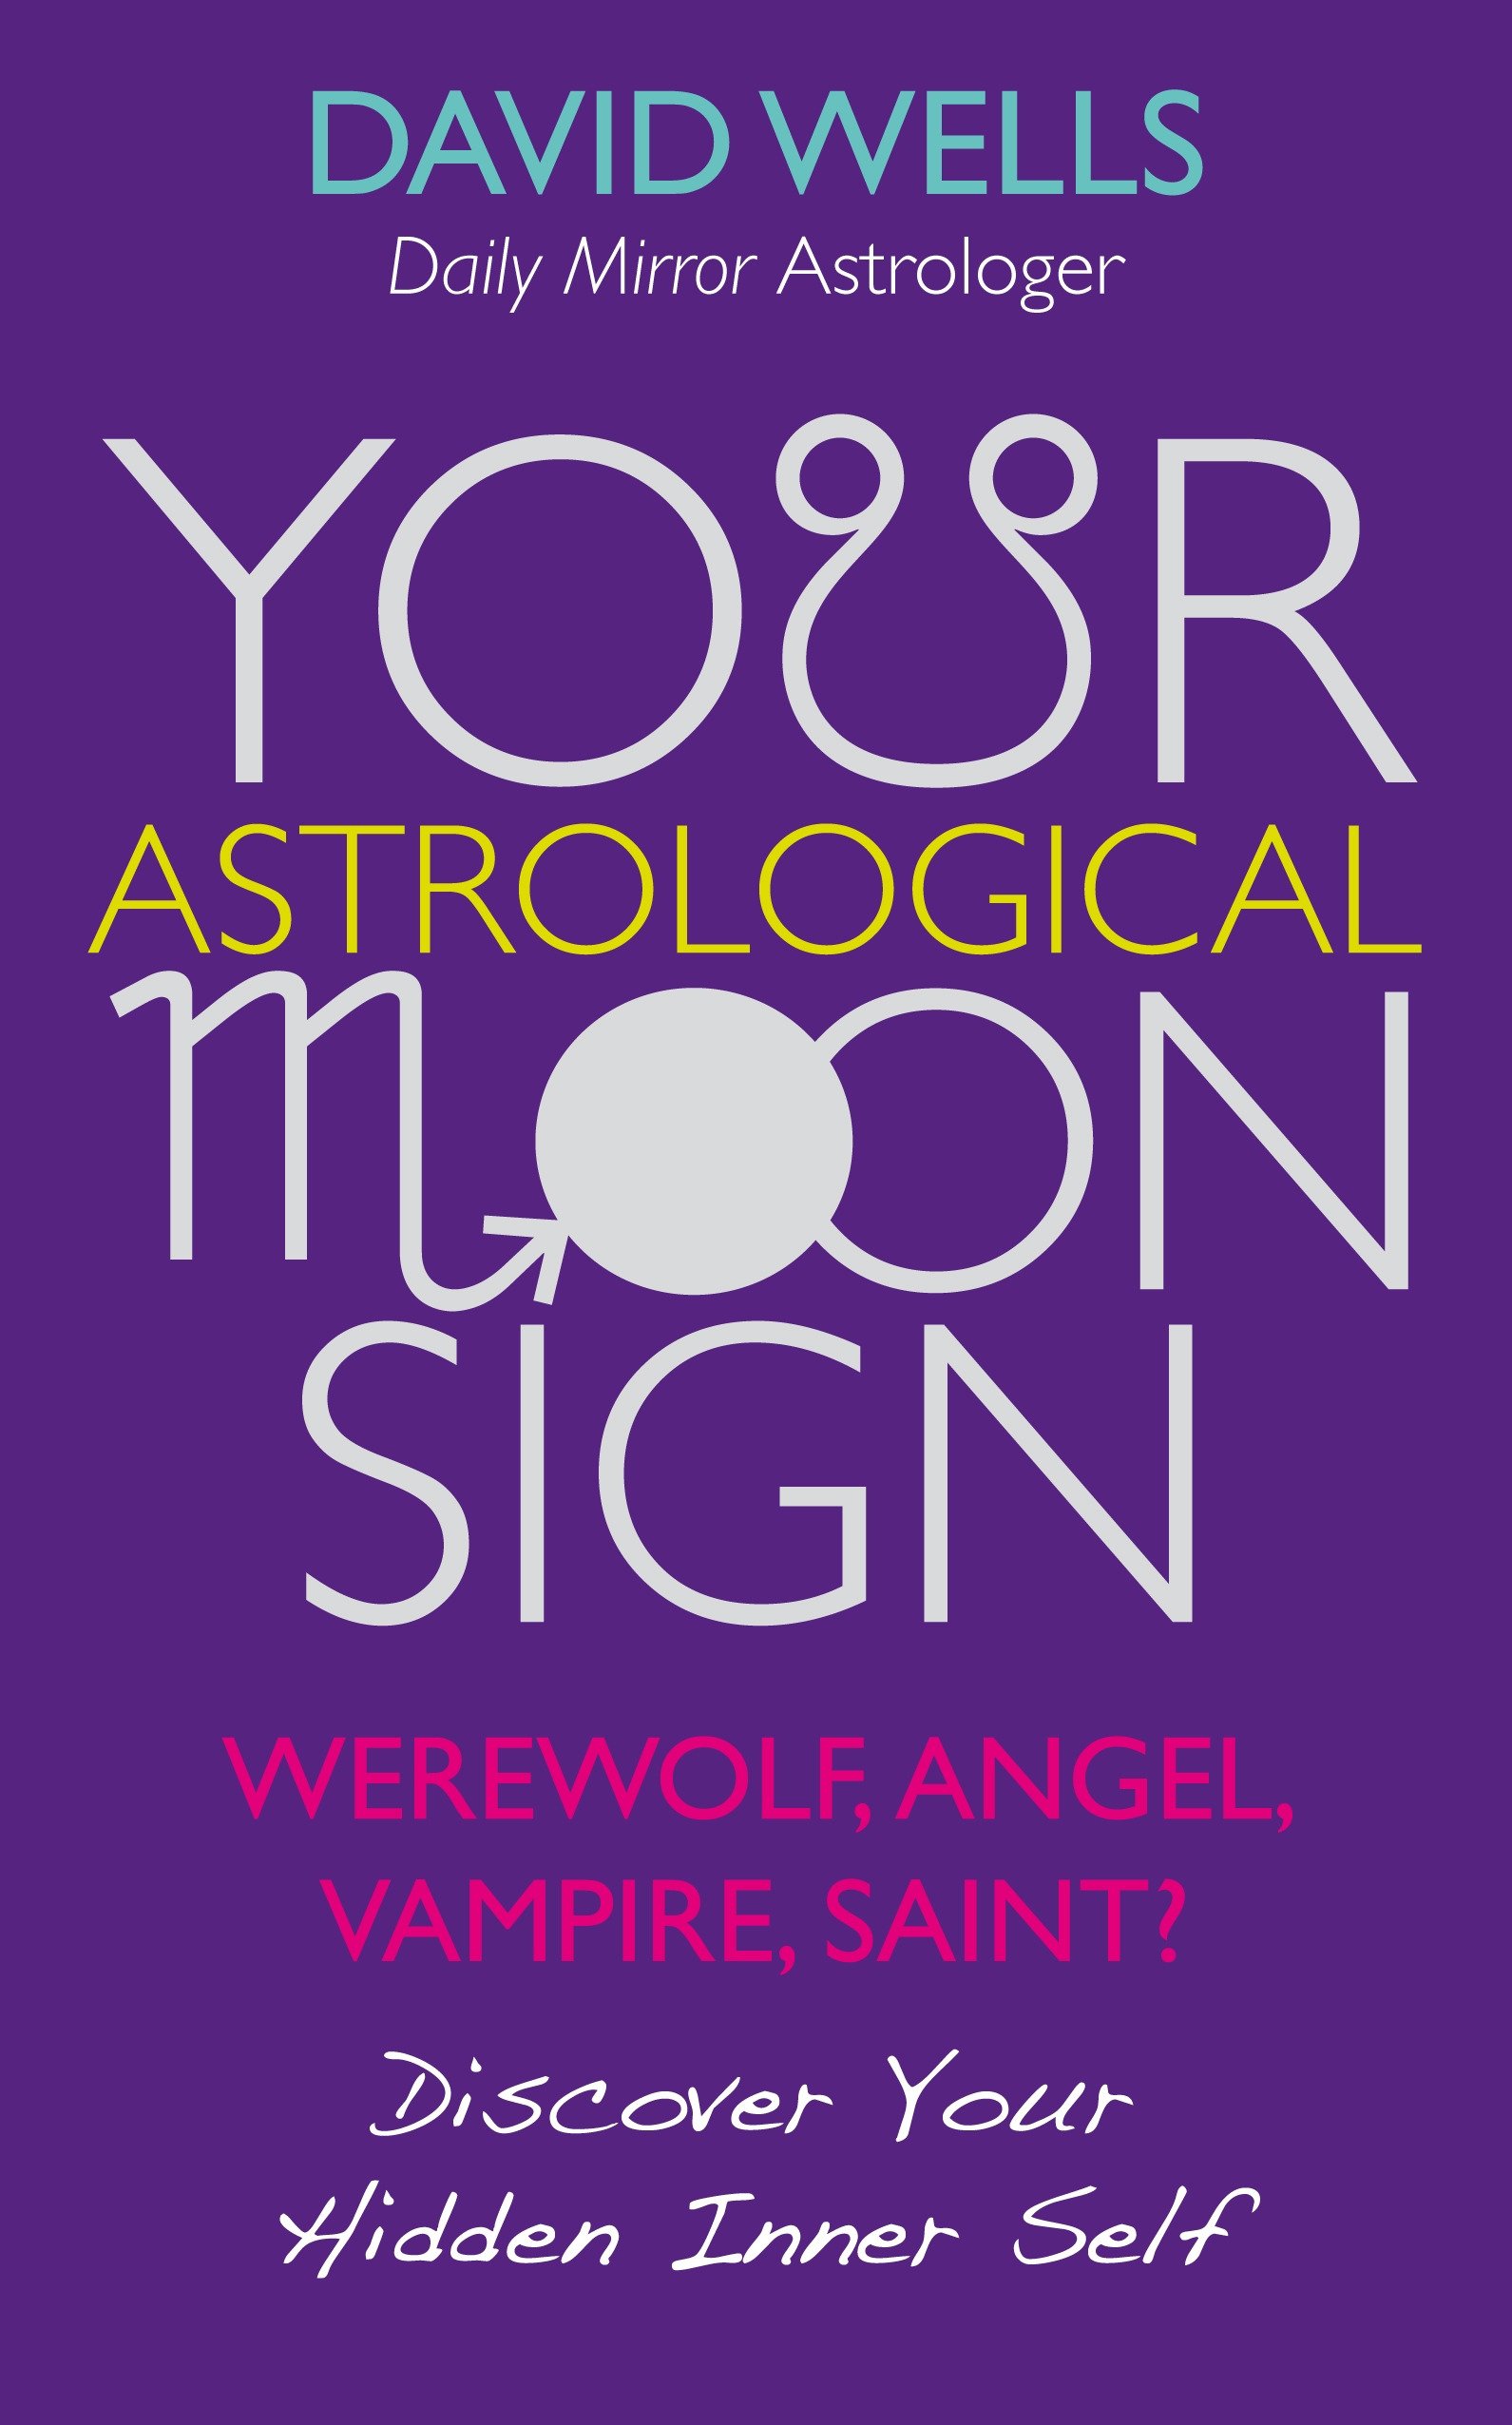 DAVID WELLS
Daily Mirror Astrologer
YOUR
ASTROLOGICAL
MOON
SIGN
WEREWOLF, ANGEL,
VAMPIRE, SAINT?
Discover Your
Hidden Inner Self